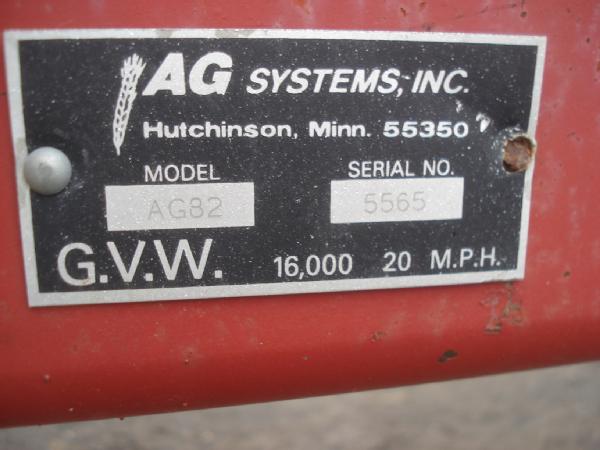 AG SYSTEMS, INC.
Hutchinson, Minn. 55350
MODEL SERIAL NO.
AG82 5565
G.V.W. 16,000 20 M.P.H.